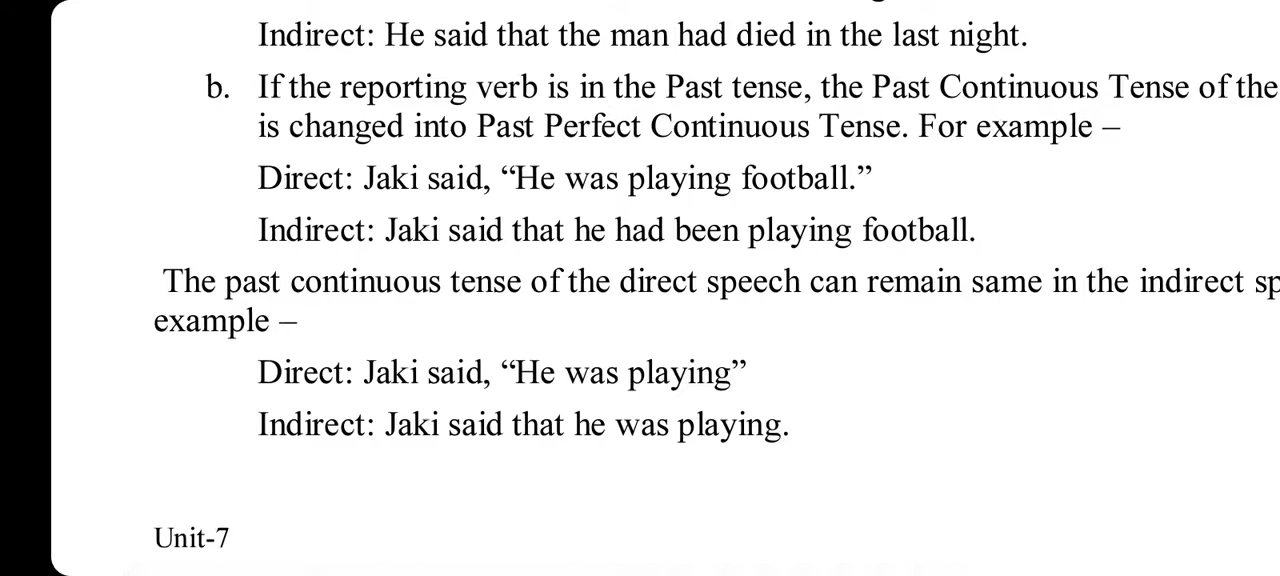 Indirect: He said that the man had died in the last night.
b. If the reporting verb is in the Past tense, the Past Continuous Tense of the
is changed into Past Perfect Continuous Tense. For example –
Direct: Jaki said, “He was playing football.”
Indirect: Jaki said that he had been playing football.
The past continuous tense of the direct speech can remain same in the indirect sp
example –
Direct: Jaki said, “He was playing”
Indirect: Jaki said that he was playing.
Unit-7